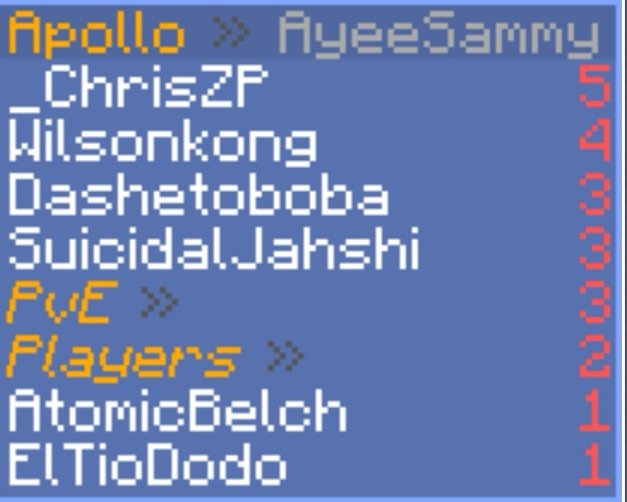 Apollo » AyeeSammy
_ChrisZP 5
Wilsonkong 4
Dashetoboba 3
SuicidalJahshi 3
PvE » 3
Players » 2
AtomicBelch 1
ElTioDodo 1